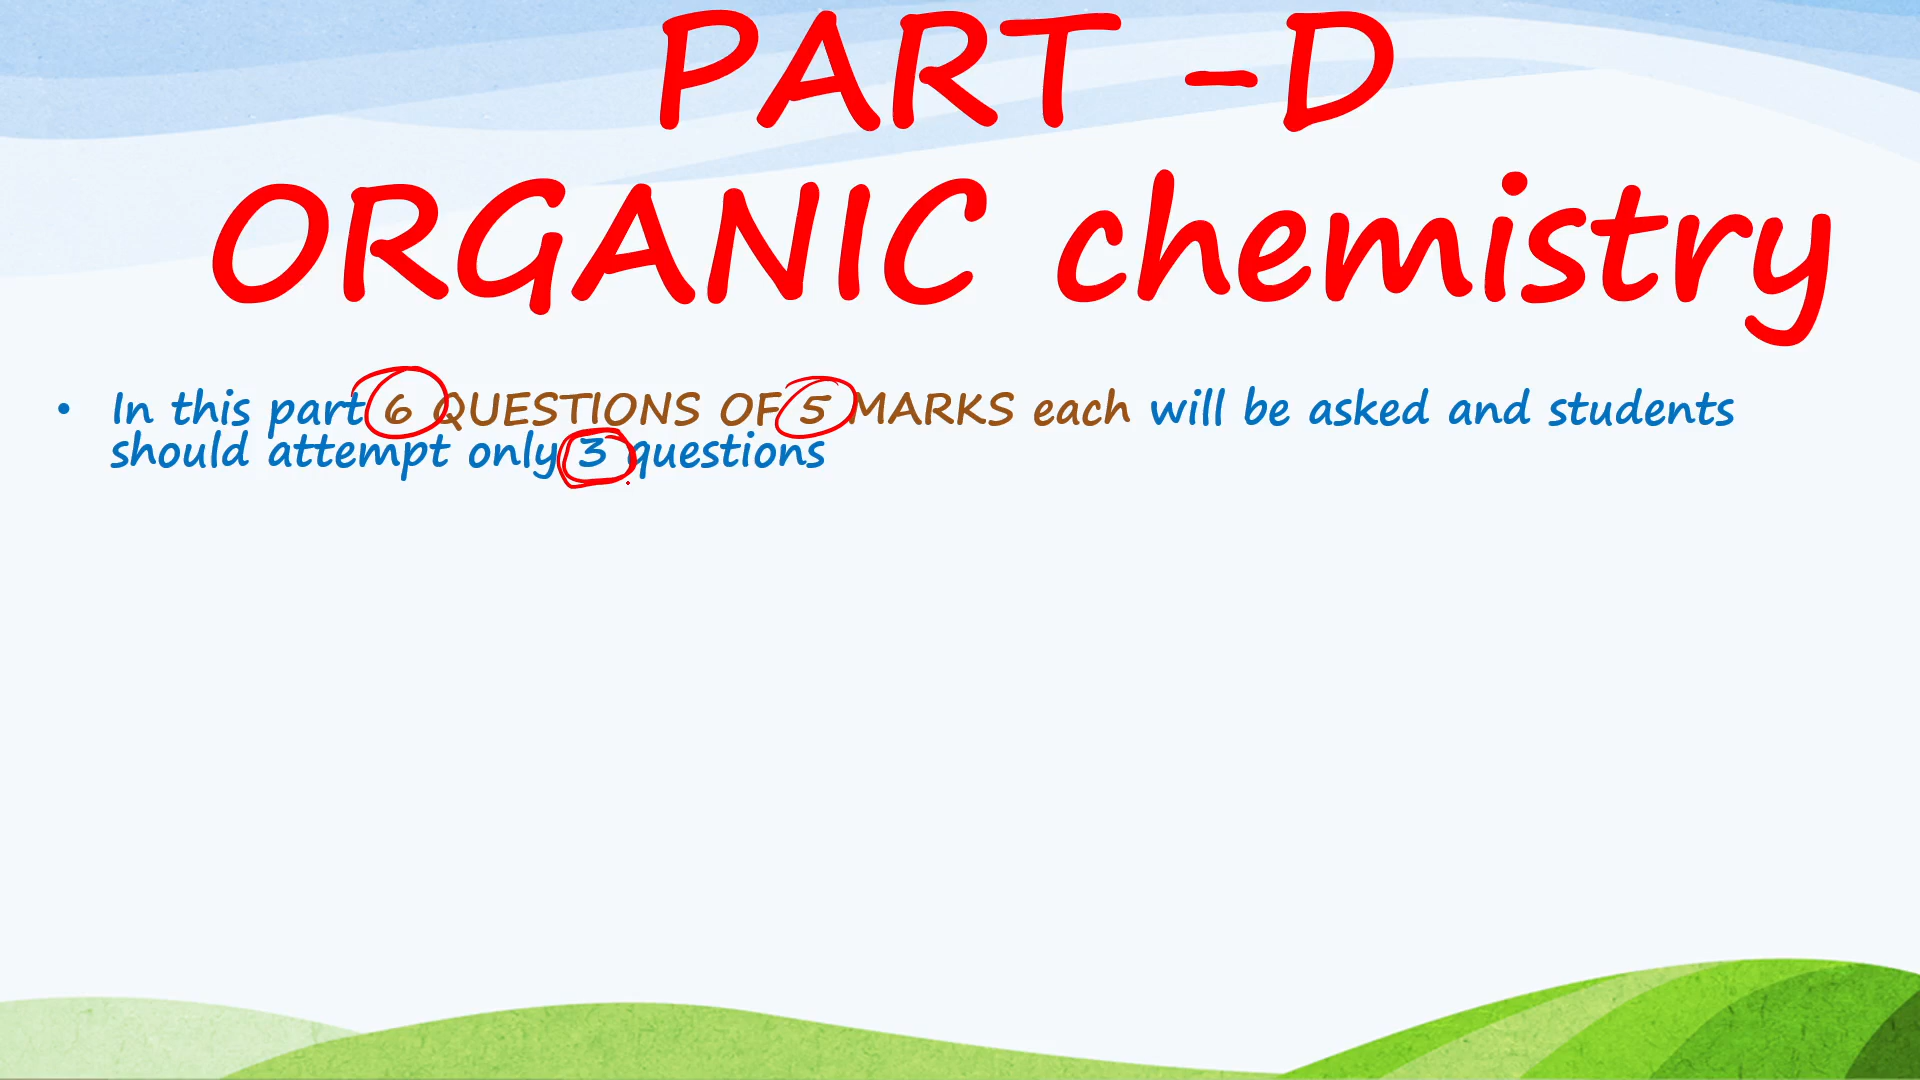 PART -D
ORGANIC chemistry
• In this part 6 QUESTIONS OF 5 MARKS each will be asked and students
should attempt only 3 questions